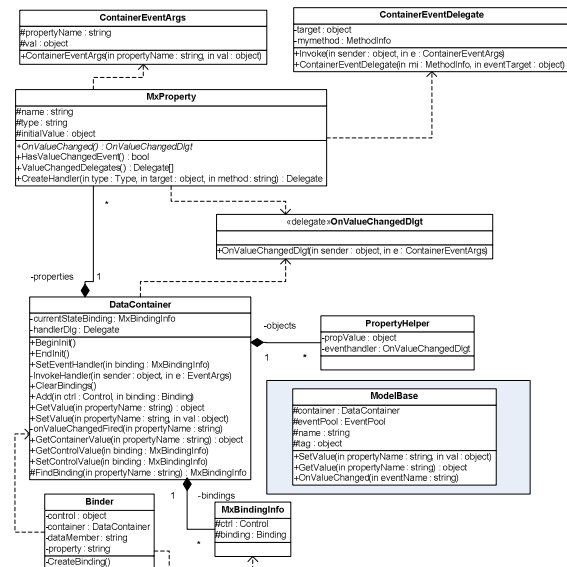 ContainerEventArgs
#propertyName : string
#val : object
+ContainerEventArgs(in propertyName : string, in val : object)
ContainerEventDelegate
-target : object
-mymethod : MethodInfo
+Invoke(in sender : object, in e : ContainerEventArgs)
+ContainerEventDelegate(in mi : MethodInfo, in eventTarget : object)
MxProperty
#name : string
#type : string
#initialValue : object
+OnValueChanged() : OnValueChangedDlgt
+HasValueChangedEvent() : bool
+ValueChangedDelegates() : Delegate[]
+CreateHandler(in type : Type, in target : object, in method : string) : Delegate
*
«delegate»OnValueChangedDlgt
+OnValueChangedDlgt(in sender : object, in e : ContainerEventArgs)
-properties
1
DataContainer
-currentStateBinding : MxBindingInfo
-handlerDlg : Delegate
+BeginInit()
+EndInit()
+SetEventHandler(in binding : MxBindingInfo)
-InvokeHandler(in sender : object, in e : EventArgs)
+ClearBindings()
+Add(in ctrl : Control, in binding : Binding)
+GetValue(in propertyName : string) : object
+SetValue(in propertyName : string, in val : object)
-onValueChangedFired(in propertyName : string)
+GetContainerValue(in propertyName : string) : object
+GetControlValue(in binding : MxBindingInfo)
+SetControlValue(in binding : MxBindingInfo)
#FindBinding(in propertyName : string) : MxBindingInfo
-objects
1
*
PropertyHelper
-propValue : object
-eventhandler : OnValueChangedDlgt
ModelBase
#container : DataContainer
#eventPool : EventPool
#name : string
#tag : object
+SetValue(in propertyName : string, in val : object)
+GetValue(in propertyName : string) : object
+OnValueChanged(in eventName : string)
1
-bindings
*
MxBindingInfo
#ctrl : Control
#binding : Binding
Binder
-control : object
-container : DataContainer
-dataMember : string
-property : string
-CreateBinding()